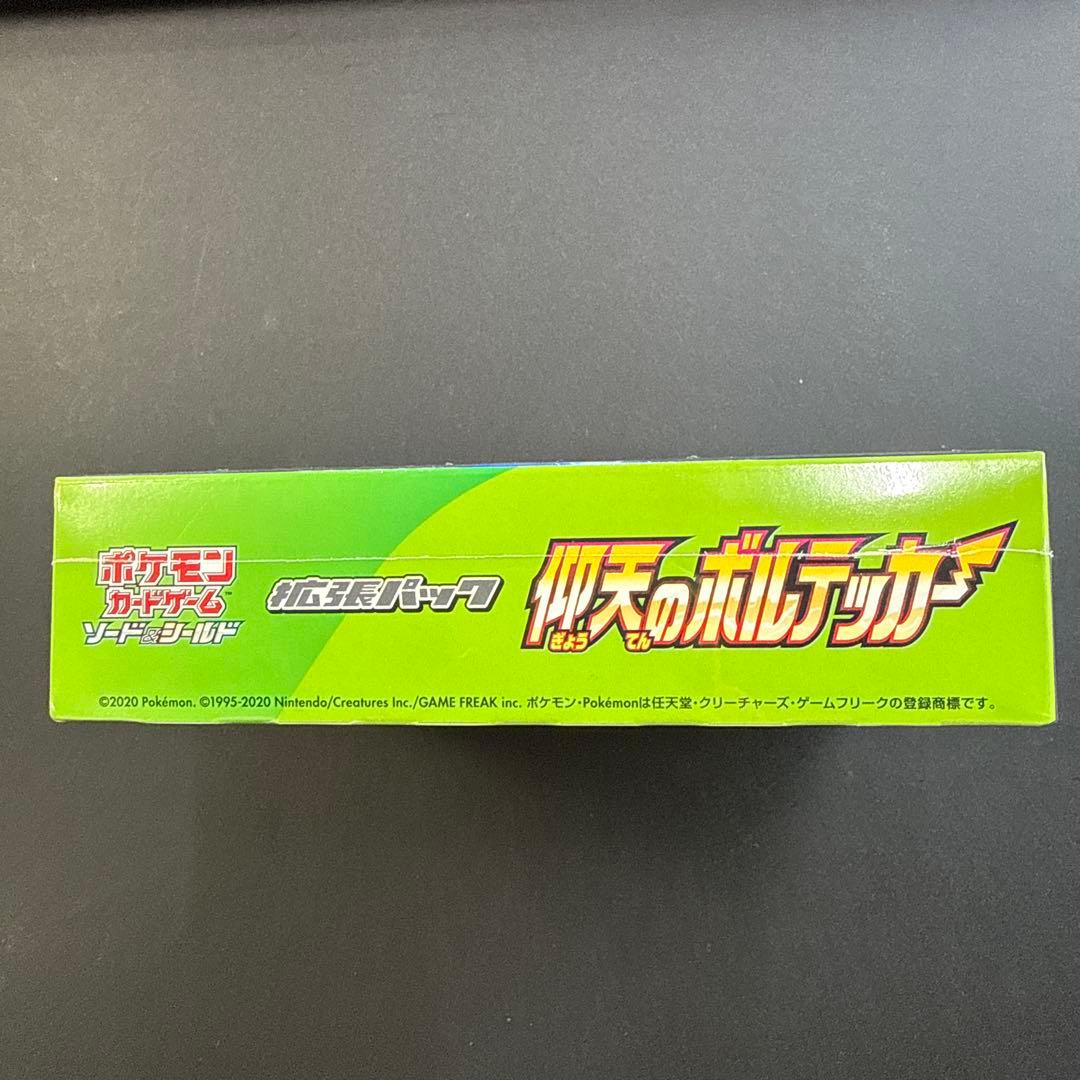 ポケモン
カードゲーム™
ソード&シールド
拡張パック
仰天のボルテッカー
ぎょう てん
©2020 Pokémon. ©1995-2020 Nintendo/Creatures Inc./GAME FREAK inc. ポケモン・Pokémonは任天堂・クリーチャーズ・ゲームフリークの登録商標です。